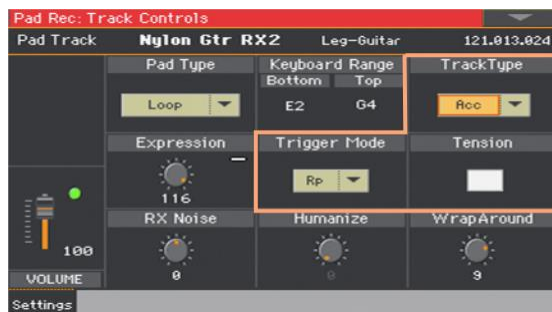 Pad Rec: Track Controls
Pad Track Nylon Gtr RX2 Leg-Guitar 121.013.024
Pad Type Keyboard Range TrackType
Bottom Top
Loop E2 G4 Acc
Expression Trigger Mode Tension
Rp
116
RX Noise Humanize WrapAround
100
0 0 9
VOLUME
Settings